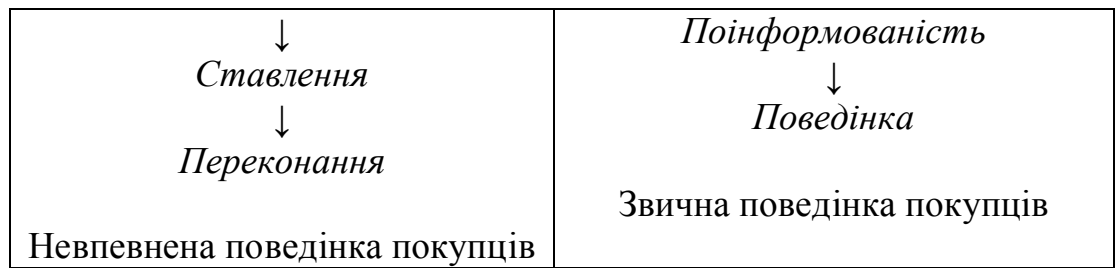 ↓
Ставлення
↓
Переконання
Невпевнена поведінка покупців
Поінформованість
↓
Поведінка
Звична поведінка покупців